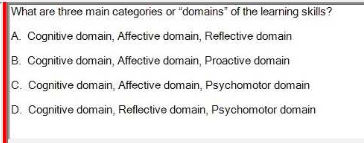 What are three main categories or “domains” of the learning skills?
A. Cognitive domain, Affective domain, Reflective domain
B. Cognitive domain, Affective domain, Proactive domain
C. Cognitive domain, Affective domain, Psychomotor domain
D. Cognitive domain, Reflective domain, Psychomotor domain